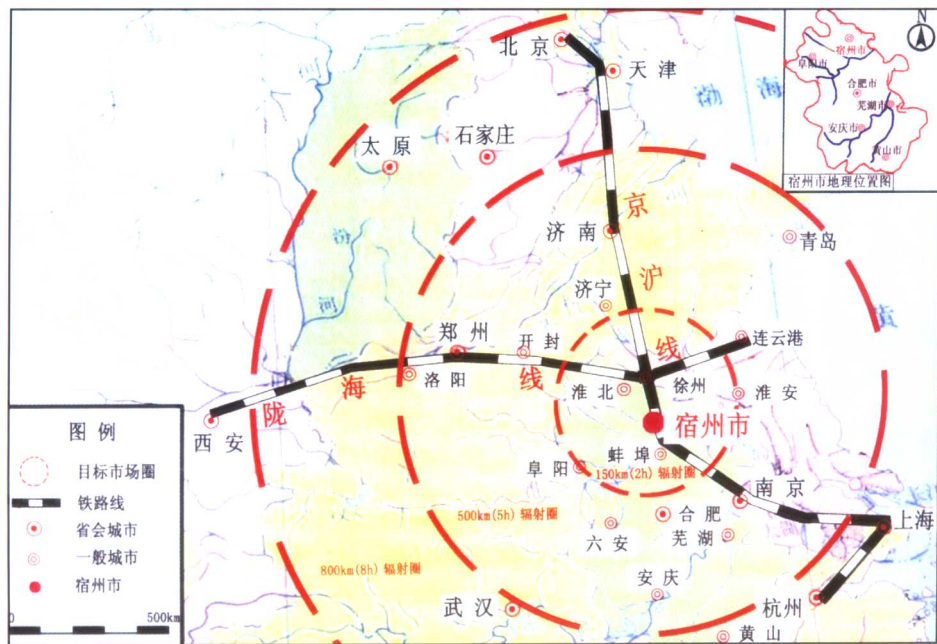 北京
天津
渤海
N
宿州市
阜阳市
合肥市
芜湖市
安庆市
黄山市
宿州市地理位置图
石家庄
太原
济南
京沪线
青岛
汾河
济宁
黄
郑州
开封
连云港
洛阳
陇海线
淮北
徐州
淮安
西安
宿州市
蚌埠
阜阳
150km(2h)辐射圈
南京
500km(5h)辐射圈
合肥
上海
六安
芜湖
800km(8h)辐射圈
安庆
武汉
杭州
黄山
图例
目标市场圈
铁路线
省会城市
一般城市
宿州市
0 500km